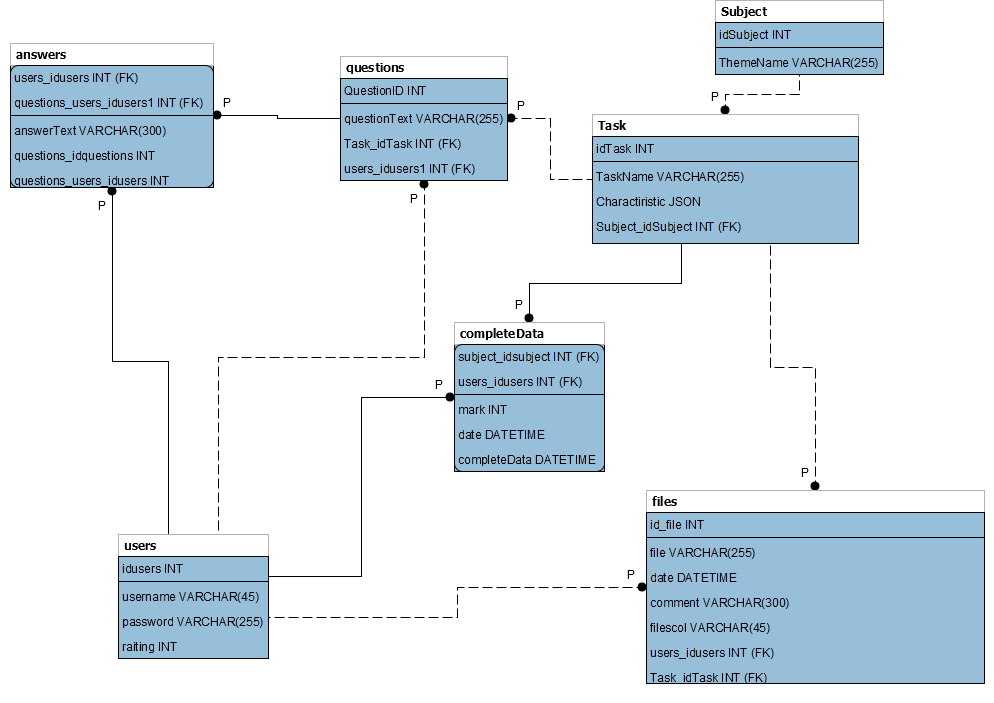 Subject
idSubject INT
ThemeName VARCHAR(255)
answers
users_idusers INT (FK)
questions_users_idusers1 INT (FK)
answerText VARCHAR(300)
questions_idquestions INT
questions_users_idusers INT
P
P
questions
QuestionID INT
questionText VARCHAR(255)
Task_idTask INT (FK)
users_idusers1 INT (FK)
P
P
P
Task
idTask INT
TaskName VARCHAR(255)
Charactiristic JSON
Subject_idSubject INT (FK)
P
completeData
subject_idsubject INT (FK)
users_idusers INT (FK)
mark INT
date DATETIME
completeData DATETIME
P
P
files
id_file INT
file VARCHAR(255)
date DATETIME
comment VARCHAR(300)
filescol VARCHAR(45)
users_idusers INT (FK)
Task_idTask INT (FK)
P
users
idusers INT
username VARCHAR(45)
password VARCHAR(255)
raiting INT